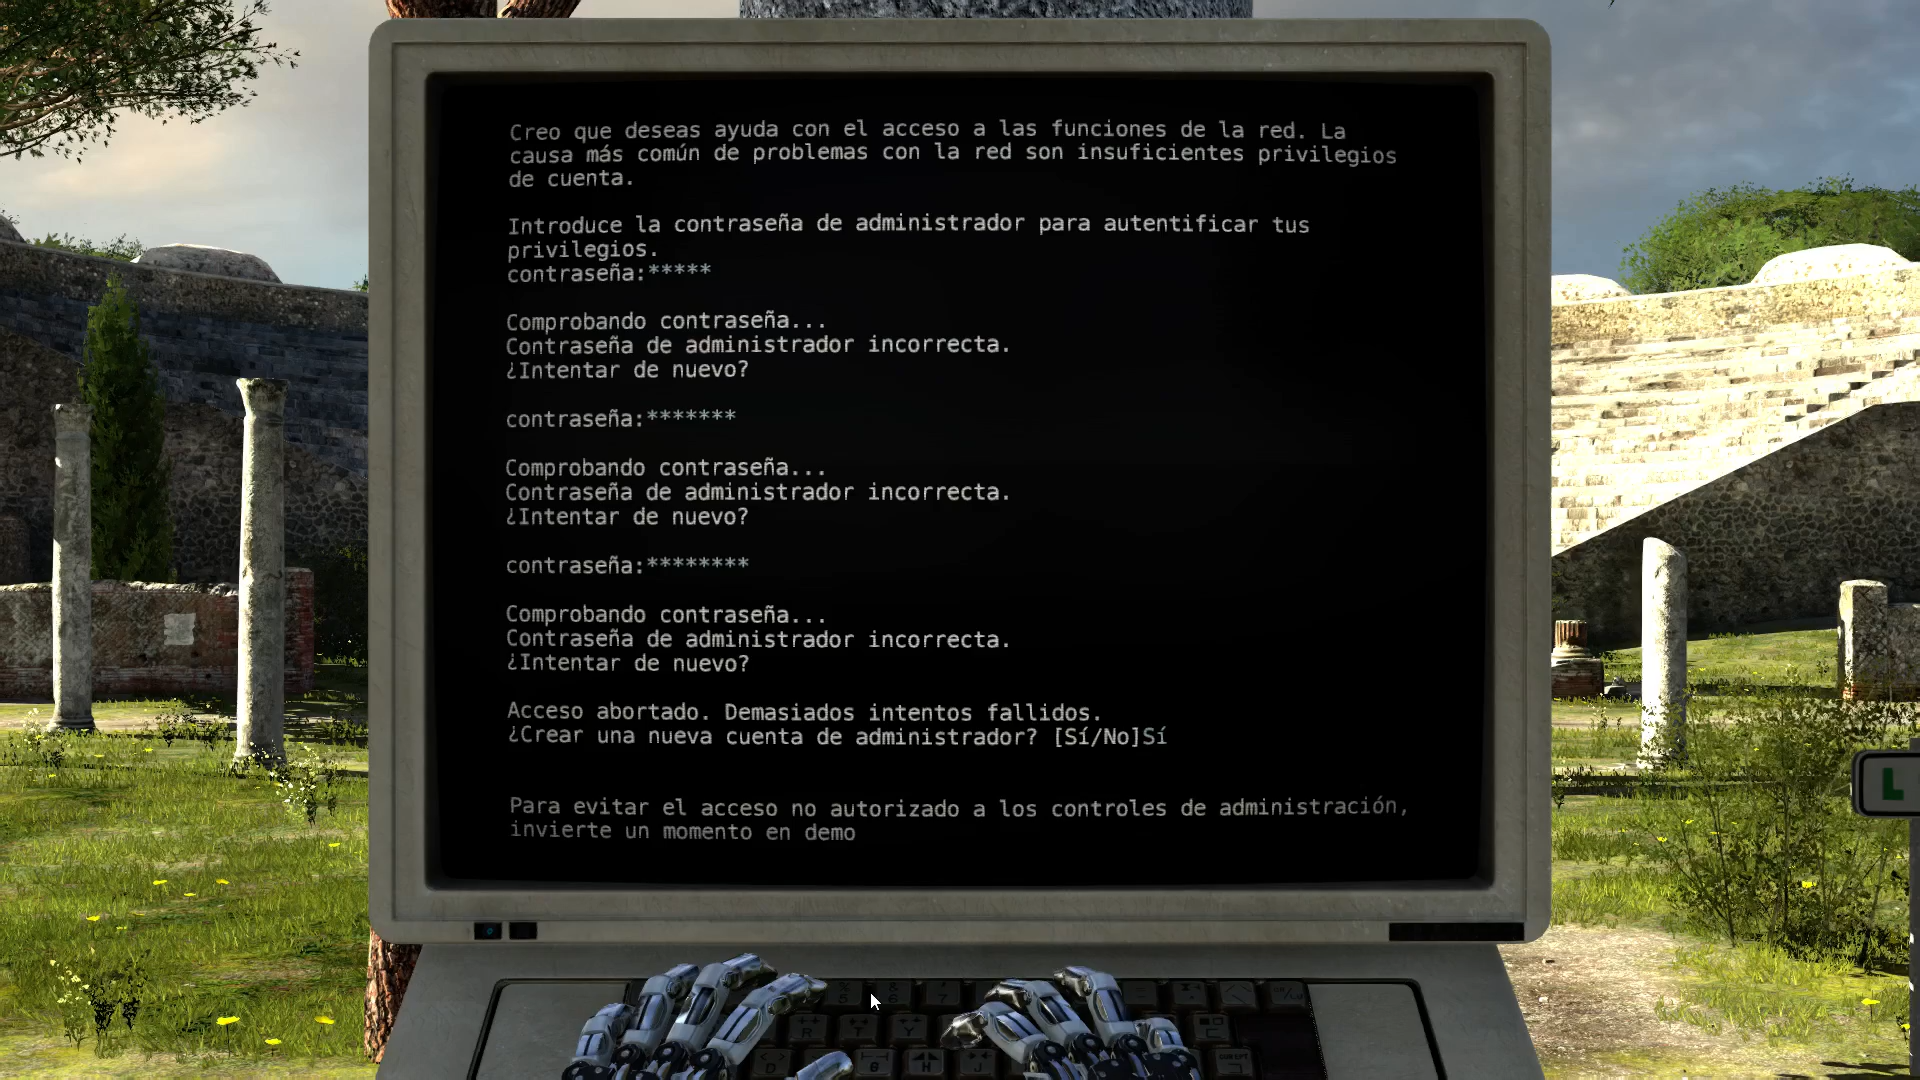 Creo que deseas ayuda con el acceso a las funciones de la red. La
causa más común de problemas con la red son insuficientes privilegios
de cuenta.
Introduce la contraseña de administrador para autentificar tus
privilegios.
contraseña:*****
Comprobando contraseña...
Contraseña de administrador incorrecta.
¿Intentar de nuevo?
contraseña:*******
Comprobando contraseña...
Contraseña de administrador incorrecta.
¿Intentar de nuevo?
contraseña:********
Comprobando contraseña...
Contraseña de administrador incorrecta.
¿Intentar de nuevo?
Acceso abortado. Demasiados intentos fallidos.
¿Crear una nueva cuenta de administrador? [Sí/No]Sí
Para evitar el acceso no autorizado a los controles de administración,
invierte un momento en demo
L